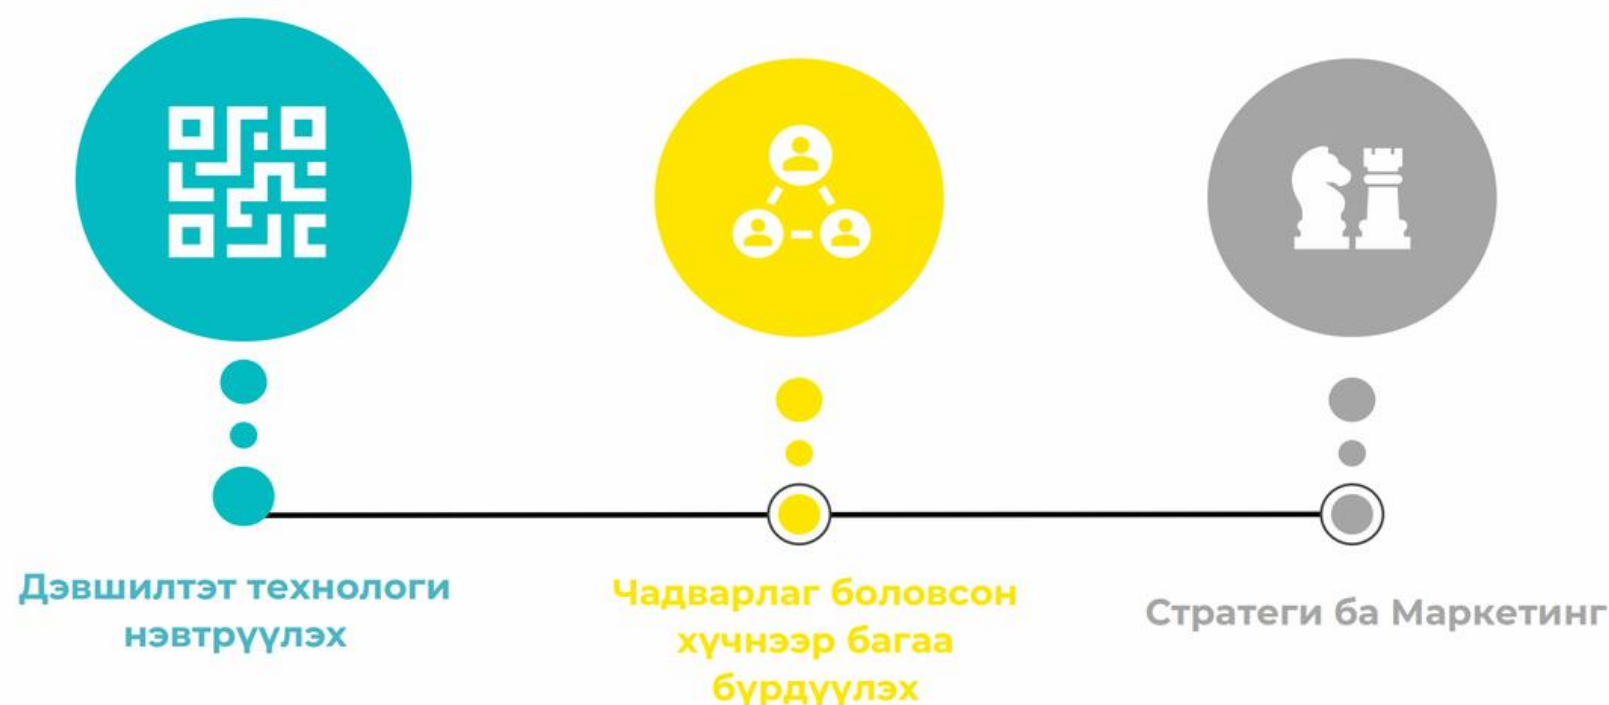 Дэвшилтэт технологи
нэвтрүүлэх
Чадварлаг боловсон
хүчнээр багаа
бүрдүүлэх
Стратеги ба Маркетинг